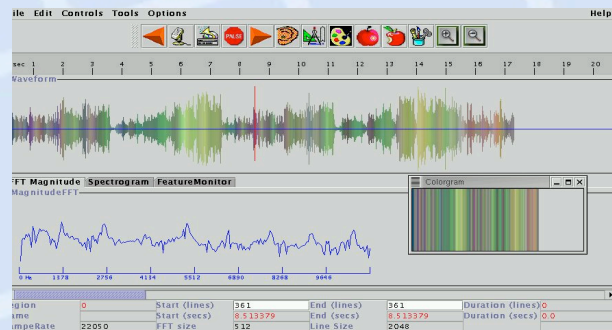 ile Edit Controls Tools Options Help
PAUSE
sec 1 2 3 4 5 6 7 8 9 10 11 12 13 14 15 16 17 18 19 20
Waveform
FFT Magnitude Spectrogram FeatureMonitor
MagnitudeFFT
Colorgram
0 Hz 1378 2756 4134 5512 6890 8268 9646
egion 0 Start (lines) 361 End (lines) 361 Duration (lines) 0
ame Start (secs) 8.513379 End (secs) 8.513379 Duration (secs) 0.0
ampeRate 22050 FFT size 512 Line Size 2048